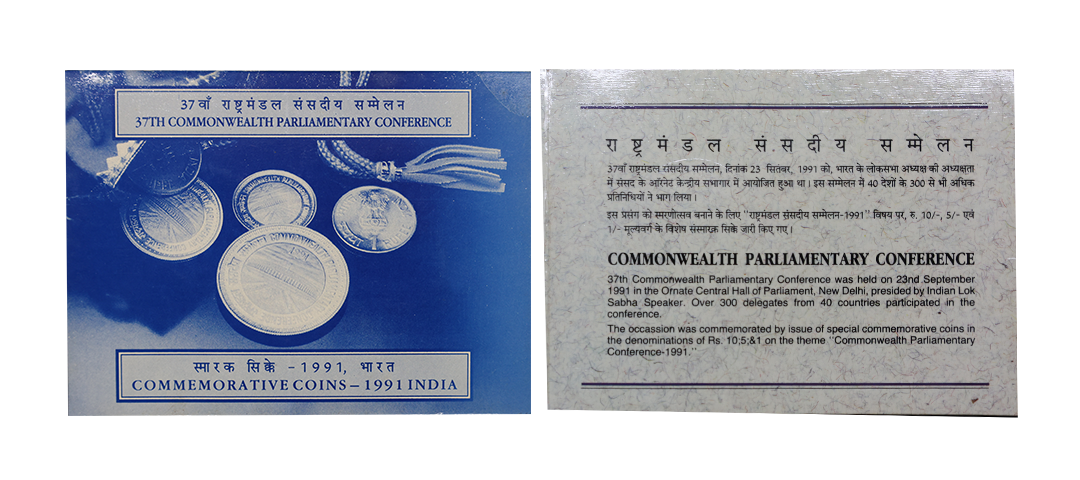 37वाँ राष्ट्रमंडल संसदीय सम्मेलन
37TH COMMONWEALTH PARLIAMENTARY CONFERENCE
स्मारक सिक्के – 1991, भारत
COMMEMORATIVE COINS – 1991 INDIA
राष्ट्रमंडल संसदीय सम्मेलन
37वाँ राष्ट्रमंडल संसदीय सम्मेलन, दिनांक 23 सितंबर, 1991 को, भारत के लोकसभा अध्यक्ष की अध्यक्षता
में संसद के ऑरनेट केन्द्रीय सभागार में आयोजित हुआ था। इस सम्मेलन में 40 देशों के 300 से भी अधिक
प्रतिनिधियों ने भाग लिया।
इस प्रसंग को स्मरणोत्सव बनाने के लिए "राष्ट्रमंडल संसदीय सम्मेलन-1991" विषय पर, रु. 10/-, 5/- एवं
1/- मूल्यवर्ग के विशेष संस्मारक सिक्के जारी किए गए।
COMMONWEALTH PARLIAMENTARY CONFERENCE
37th Commonwealth Parliamentary Conference was held on 23nd September
1991 in the Ornate Central Hall of Parliament, New Delhi, presided by Indian Lok
Sabha Speaker. Over 300 delegates from 40 countries participated in the
conference.
The occassion was commemorated by issue of special commemorative coins in
the denominations of Rs. 10;5;&1 on the theme "Commonwealth Parliamentary
Conference-1991."